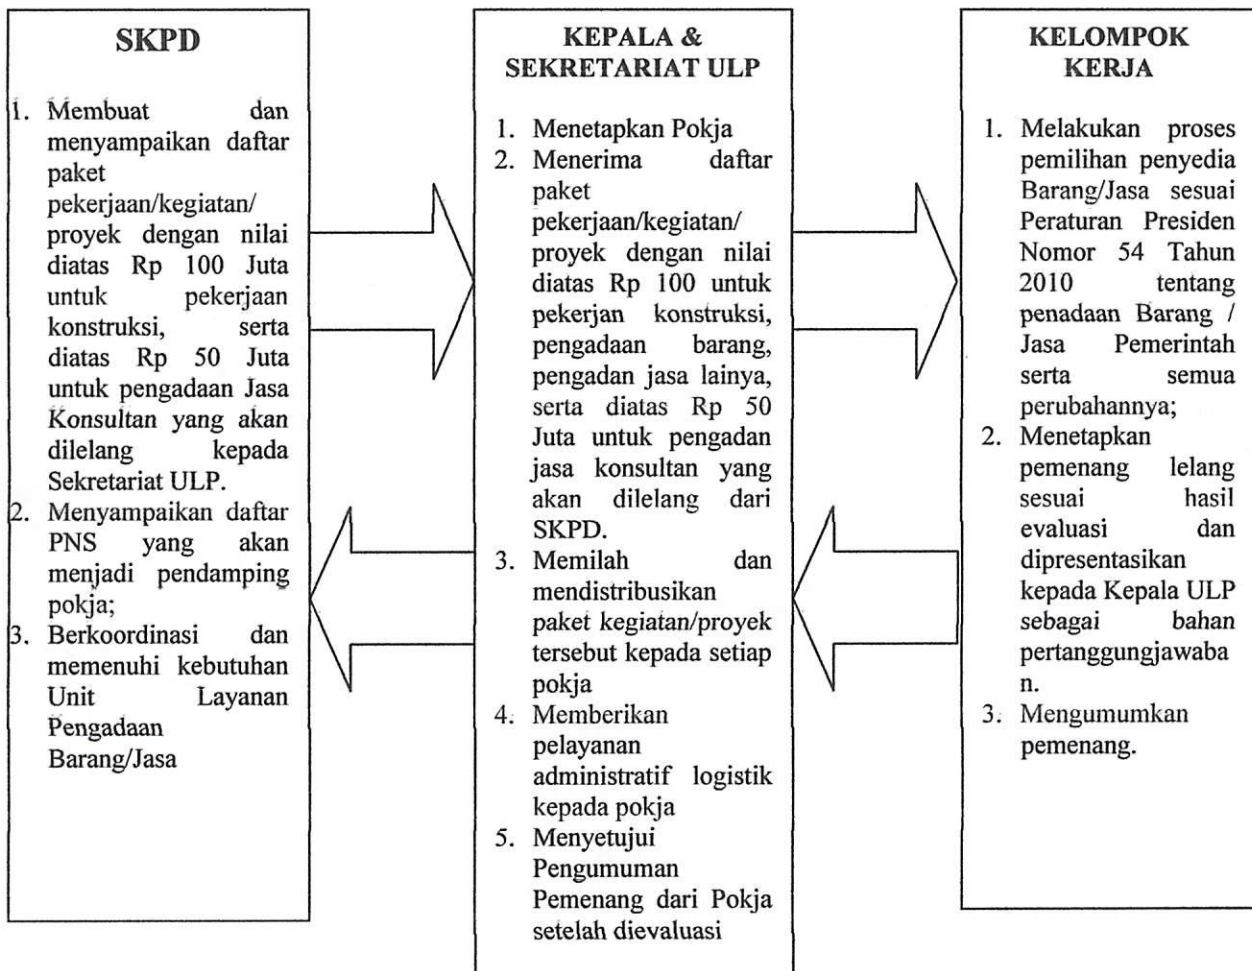 SKPD
1. Membuat dan
menyampaikan daftar
paket
pekerjaan/kegiatan/
proyek dengan nilai
diatas Rp 100 Juta
untuk pekerjaan
konstruksi, serta
diatas Rp 50 Juta
untuk pengadaan Jasa
Konsultan yang akan
dilelang kepada
Sekretariat ULP.
2. Menyampaikan daftar
PNS yang akan
menjadi pendamping
pokja;
3. Berkoordinasi dan
memenuhi kebutuhan
Unit Layanan
Pengadaan
Barang/Jasa
KEPALA &
SEKRETARIAT ULP
1. Menetapkan Pokja
2. Menerima daftar
paket
pekerjaan/kegiatan/
proyek dengan nilai
diatas Rp 100 untuk
pekerjan konstruksi,
pengadaan barang,
pengadan jasa lainya,
serta diatas Rp 50
Juta untuk pengadan
jasa konsultan yang
akan dilelang dari
SKPD.
3. Memilah dan
mendistribusikan
paket kegiatan/proyek
tersebut kepada setiap
pokja
4. Memberikan
pelayanan
administratif logistik
kepada pokja
5. Menyetujui
Pengumuman
Pemenang dari Pokja
setelah dievaluasi
KELOMPOK
KERJA
1. Melakukan proses
pemilihan penyedia
Barang/Jasa sesuai
Peraturan Presiden
Nomor 54 Tahun
2010 tentang
penadaan Barang /
Jasa Pemerintah
serta semua
perubahannya;
2. Menetapkan
pemenang lelang
sesuai hasil
evaluasi dan
dipresentasikan
kepada Kepala ULP
sebagai bahan
pertanggungjawaba
n.
3. Mengumumkan
pemenang.